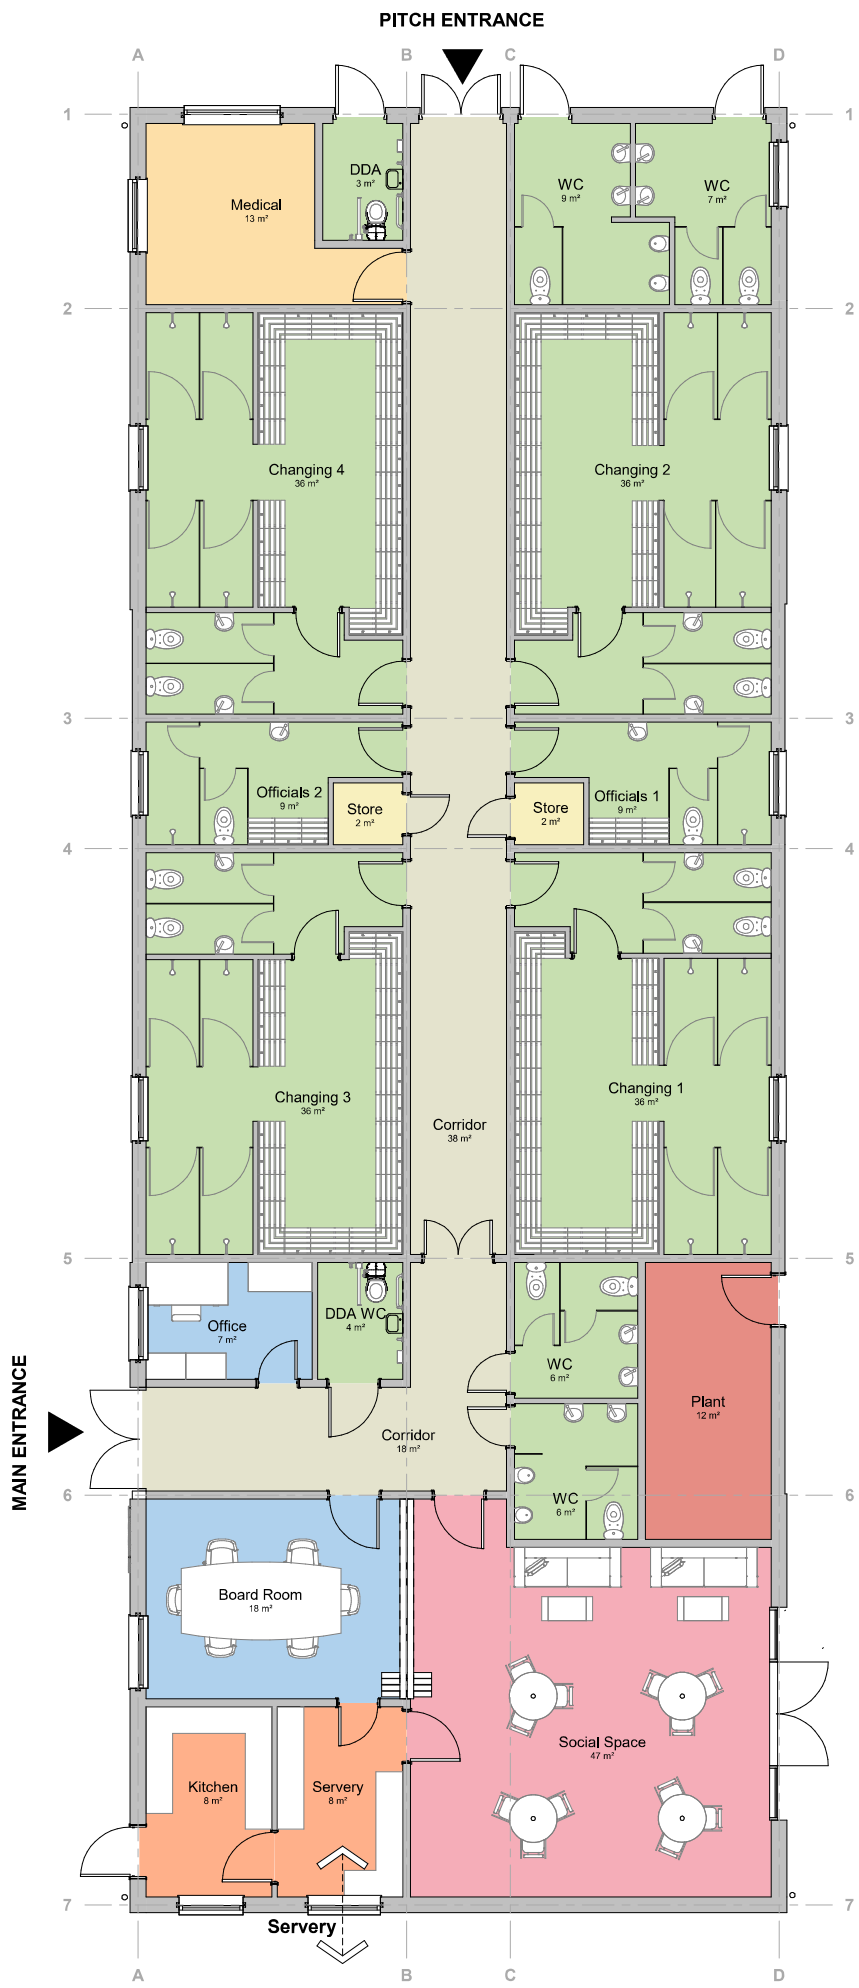 PITCH ENTRANCE
A B C D
1 1
DDA
3 m²
WC
9 m²
WC
7 m²
Medical
13 m²
2 2
Changing 4
36 m²
Changing 2
36 m²
3 3
Officials 2
9 m²
Store
2 m²
Store
2 m²
Officials 1
9 m²
4 4
Changing 3
36 m²
Changing 1
36 m²
Corridor
38 m²
5 5
Office
7 m²
DDA WC
4 m²
WC
6 m²
Plant
12 m²
MAIN ENTRANCE
Corridor
18 m²
WC
6 m²
6 6
Board Room
18 m²
Social Space
47 m²
Kitchen
8 m²
Servery
8 m²
7 7
Servery
A B C D